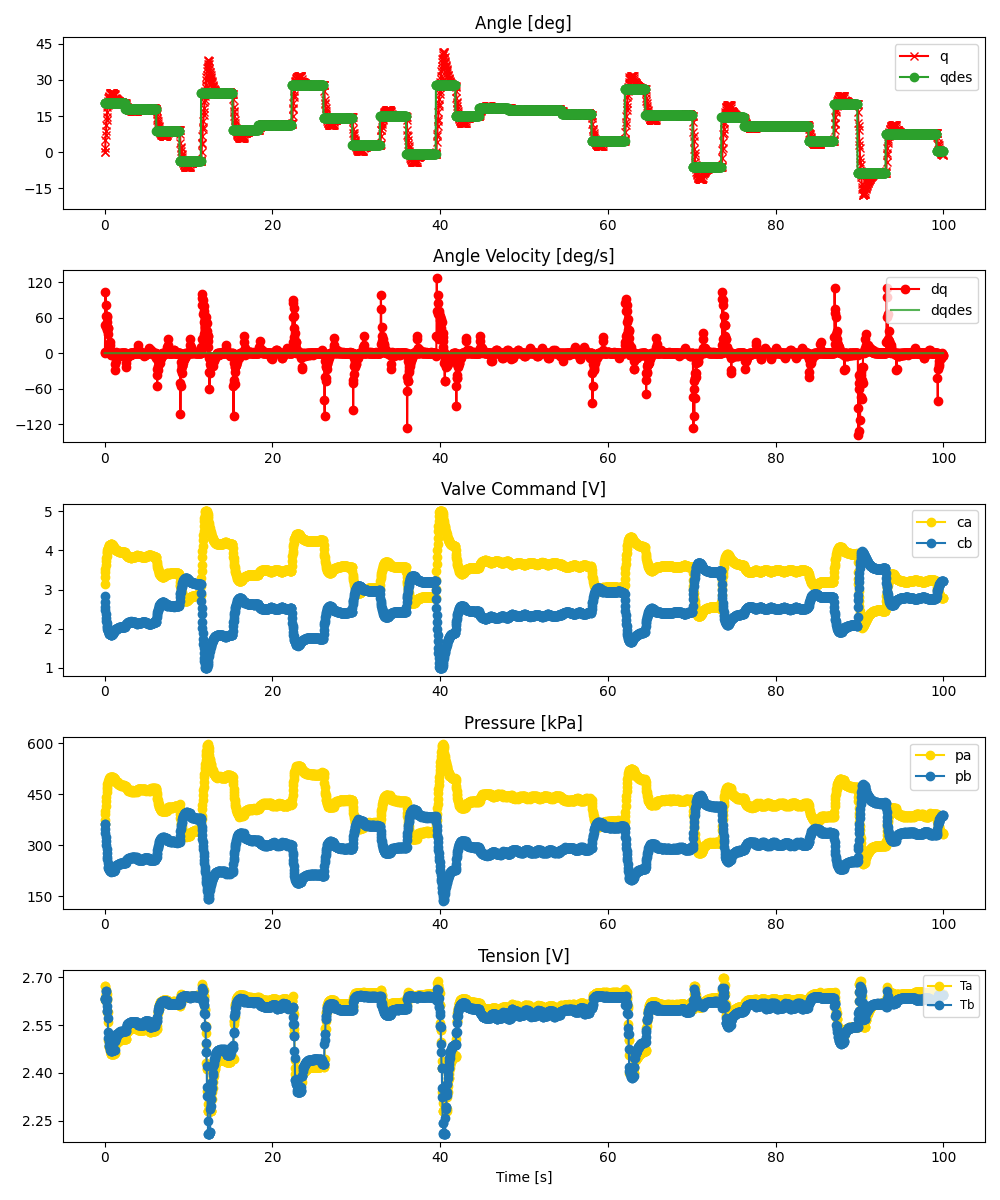 Angle [deg]
45
30
15
0
−15
q
qdes
0 20 40 60 80 100
Angle Velocity [deg/s]
120
60
0
−60
−120
dq
dqdes
0 20 40 60 80 100
Valve Command [V]
5
4
3
2
1
ca
cb
0 20 40 60 80 100
Pressure [kPa]
600
450
300
150
pa
pb
0 20 40 60 80 100
Tension [V]
2.70
2.55
2.40
2.25
Ta
Tb
0 20 40 60 80 100
Time [s]